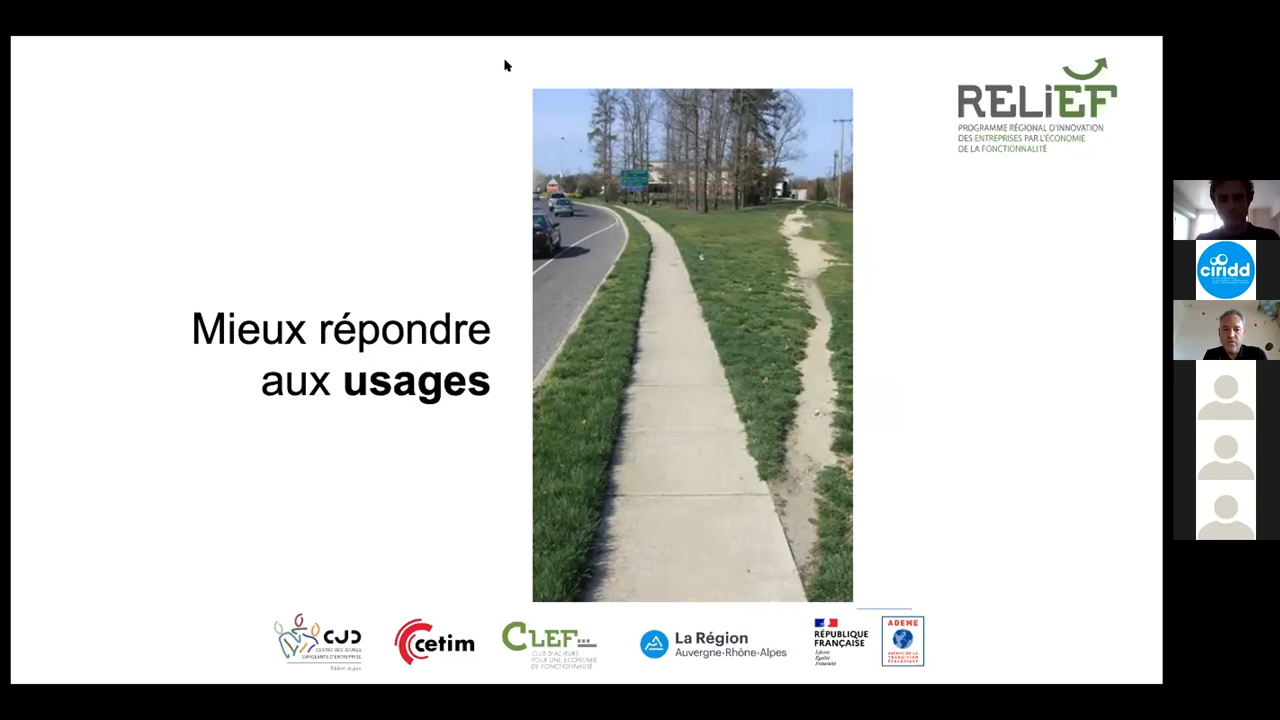 RELiEF
PROGRAMME RÉGIONAL D'INNOVATION
DES ENTREPRISES PAR L'ÉCONOMIE
DE LA FONCTIONNALITÉ
ciridd
Mieux répondre
aux usages
CJD
CENTRE DES JEUNES
DIRIGEANTS D'ENTREPRISE
Rhône-Alpes
cetim
CLEF
CLUB D'ACTEURS
POUR UNE ÉCONOMIE
DE FONCTIONNALITÉ
La Région
Auvergne-Rhône-Alpes
RÉPUBLIQUE
FRANÇAISE
Liberté
Égalité
Fraternité
ADEME
AGENCE DE LA
TRANSITION
ÉCOLOGIQUE